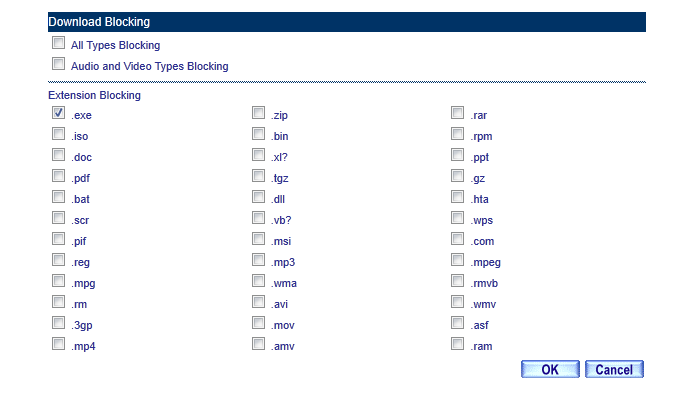 Download Blocking
All Types Blocking
Audio and Video Types Blocking
Extension Blocking
.exe .zip .rar
.iso .bin .rpm
.doc .xl? .ppt
.pdf .tgz .gz
.bat .dll .hta
.scr .vb? .wps
.pif .msi .com
.reg .mp3 .mpeg
.mpg .wma .rmvb
.rm .avi .wmv
.3gp .mov .asf
.mp4 .amv .ram
OK Cancel